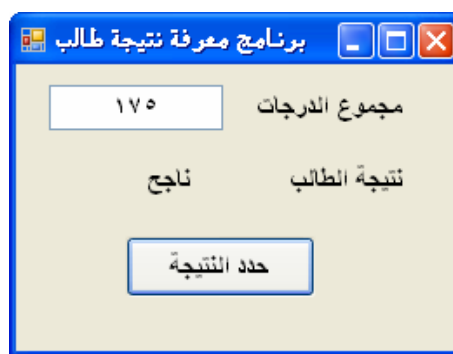 برنامج معرفة نتيجة طالب
مجموع الدرجات ١٧٥
نتيجة الطالب ناجح
حدد النتيجة